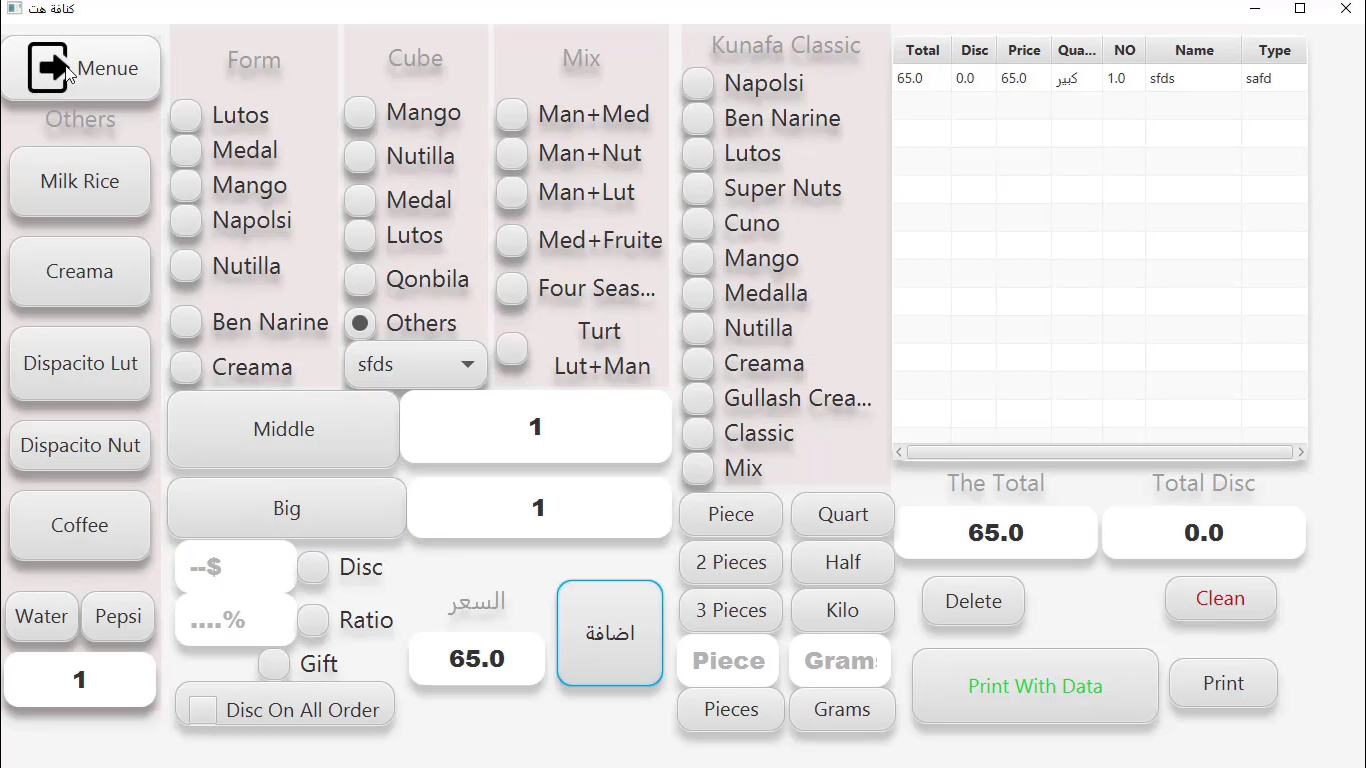 كنافة هت
Menue
Others
Milk Rice
Creama
Dispacito Lut
Dispacito Nut
Coffee
Water
Pepsi
1
Form
Lutos
Medal
Mango
Napolsi
Nutilla
Ben Narine
Creama
Cube
Mango
Nutilla
Medal
Lutos
Qonbila
Others
sfds
Mix
Man+Med
Man+Nut
Man+Lut
Med+Fruite
Four Seas...
Turt
Lut+Man
Middle
1
Big
1
--$
Disc
....%
Ratio
Gift
Disc On All Order
السعر
65.0
اضافة
Kunafa Classic
Napolsi
Ben Narine
Lutos
Super Nuts
Cuno
Mango
Medalla
Nutilla
Creama
Gullash Crea...
Classic
Mix
Piece
Quart
2 Pieces
Half
3 Pieces
Kilo
Piece
Gram
Pieces
Grams
Total Disc Price Qua... NO Name Type
65.0 0.0 65.0 كبير 1.0 sfds safd
The Total
Total Disc
65.0
0.0
Delete
Clean
Print With Data
Print